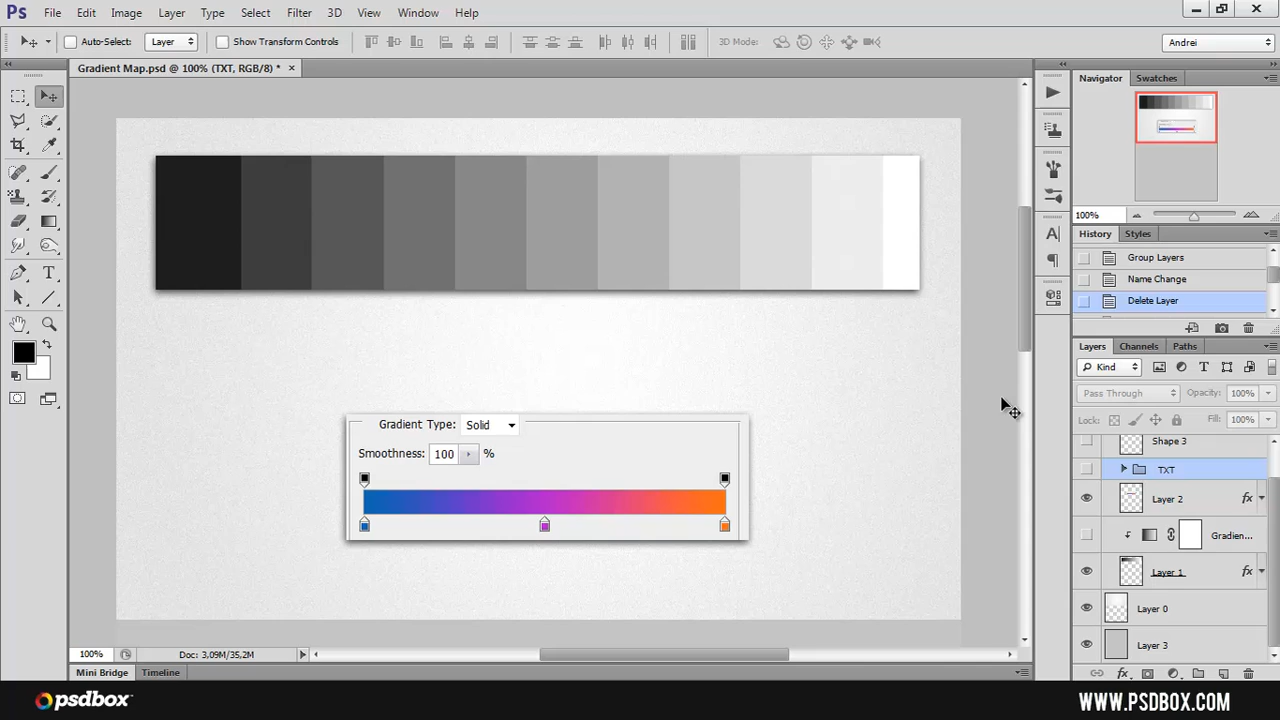 Ps File Edit Image Layer Type Select Filter 3D View Window Help
Auto-Select: Layer Show Transform Controls 3D Mode: Andrei
Gradient Map.psd @ 100% (TXT, RGB/8) * ×
Navigator Swatches
100%
History Styles
Group Layers
Name Change
Delete Layer
Layers Channels Paths
Kind
Pass Through Opacity: 100%
Lock: Fill: 100%
Shape 3
TXT
Layer 2 fx
Gradien...
Layer 1 fx
Layer 0
Layer 3
Gradient Type: Solid
Smoothness: 100 %
100% Doc: 3,09M/35,2M
Mini Bridge Timeline
psdbox
WWW.PSDBOX.COM